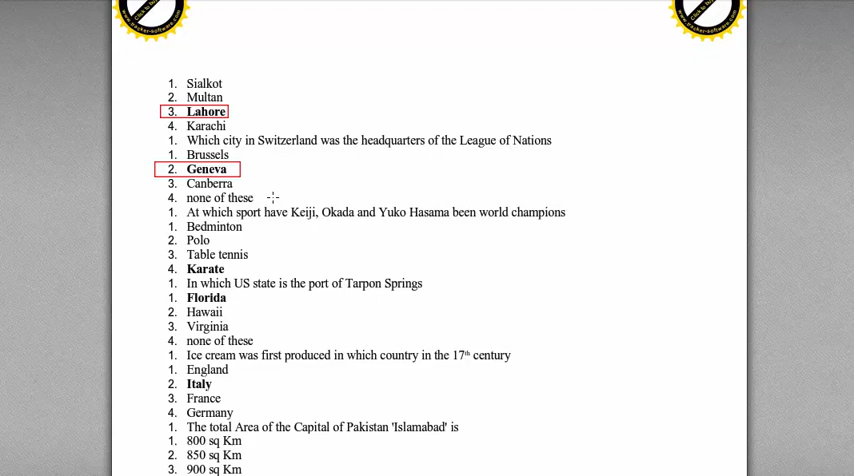 1. Sialkot
2. Multan
3. Lahore
4. Karachi
1. Which city in Switzerland was the headquarters of the League of Nations
1. Brussels
2. Geneva
3. Canberra
4. none of these
1. At which sport have Keiji, Okada and Yuko Hasama been world champions
1. Bedminton
2. Polo
3. Table tennis
4. Karate
1. In which US state is the port of Tarpon Springs
1. Florida
2. Hawaii
3. Virginia
4. none of these
1. Ice cream was first produced in which country in the 17th century
1. England
2. Italy
3. France
4. Germany
1. The total Area of the Capital of Pakistan 'Islamabad' is
1. 800 sq Km
2. 850 sq Km
3. 900 sq Km